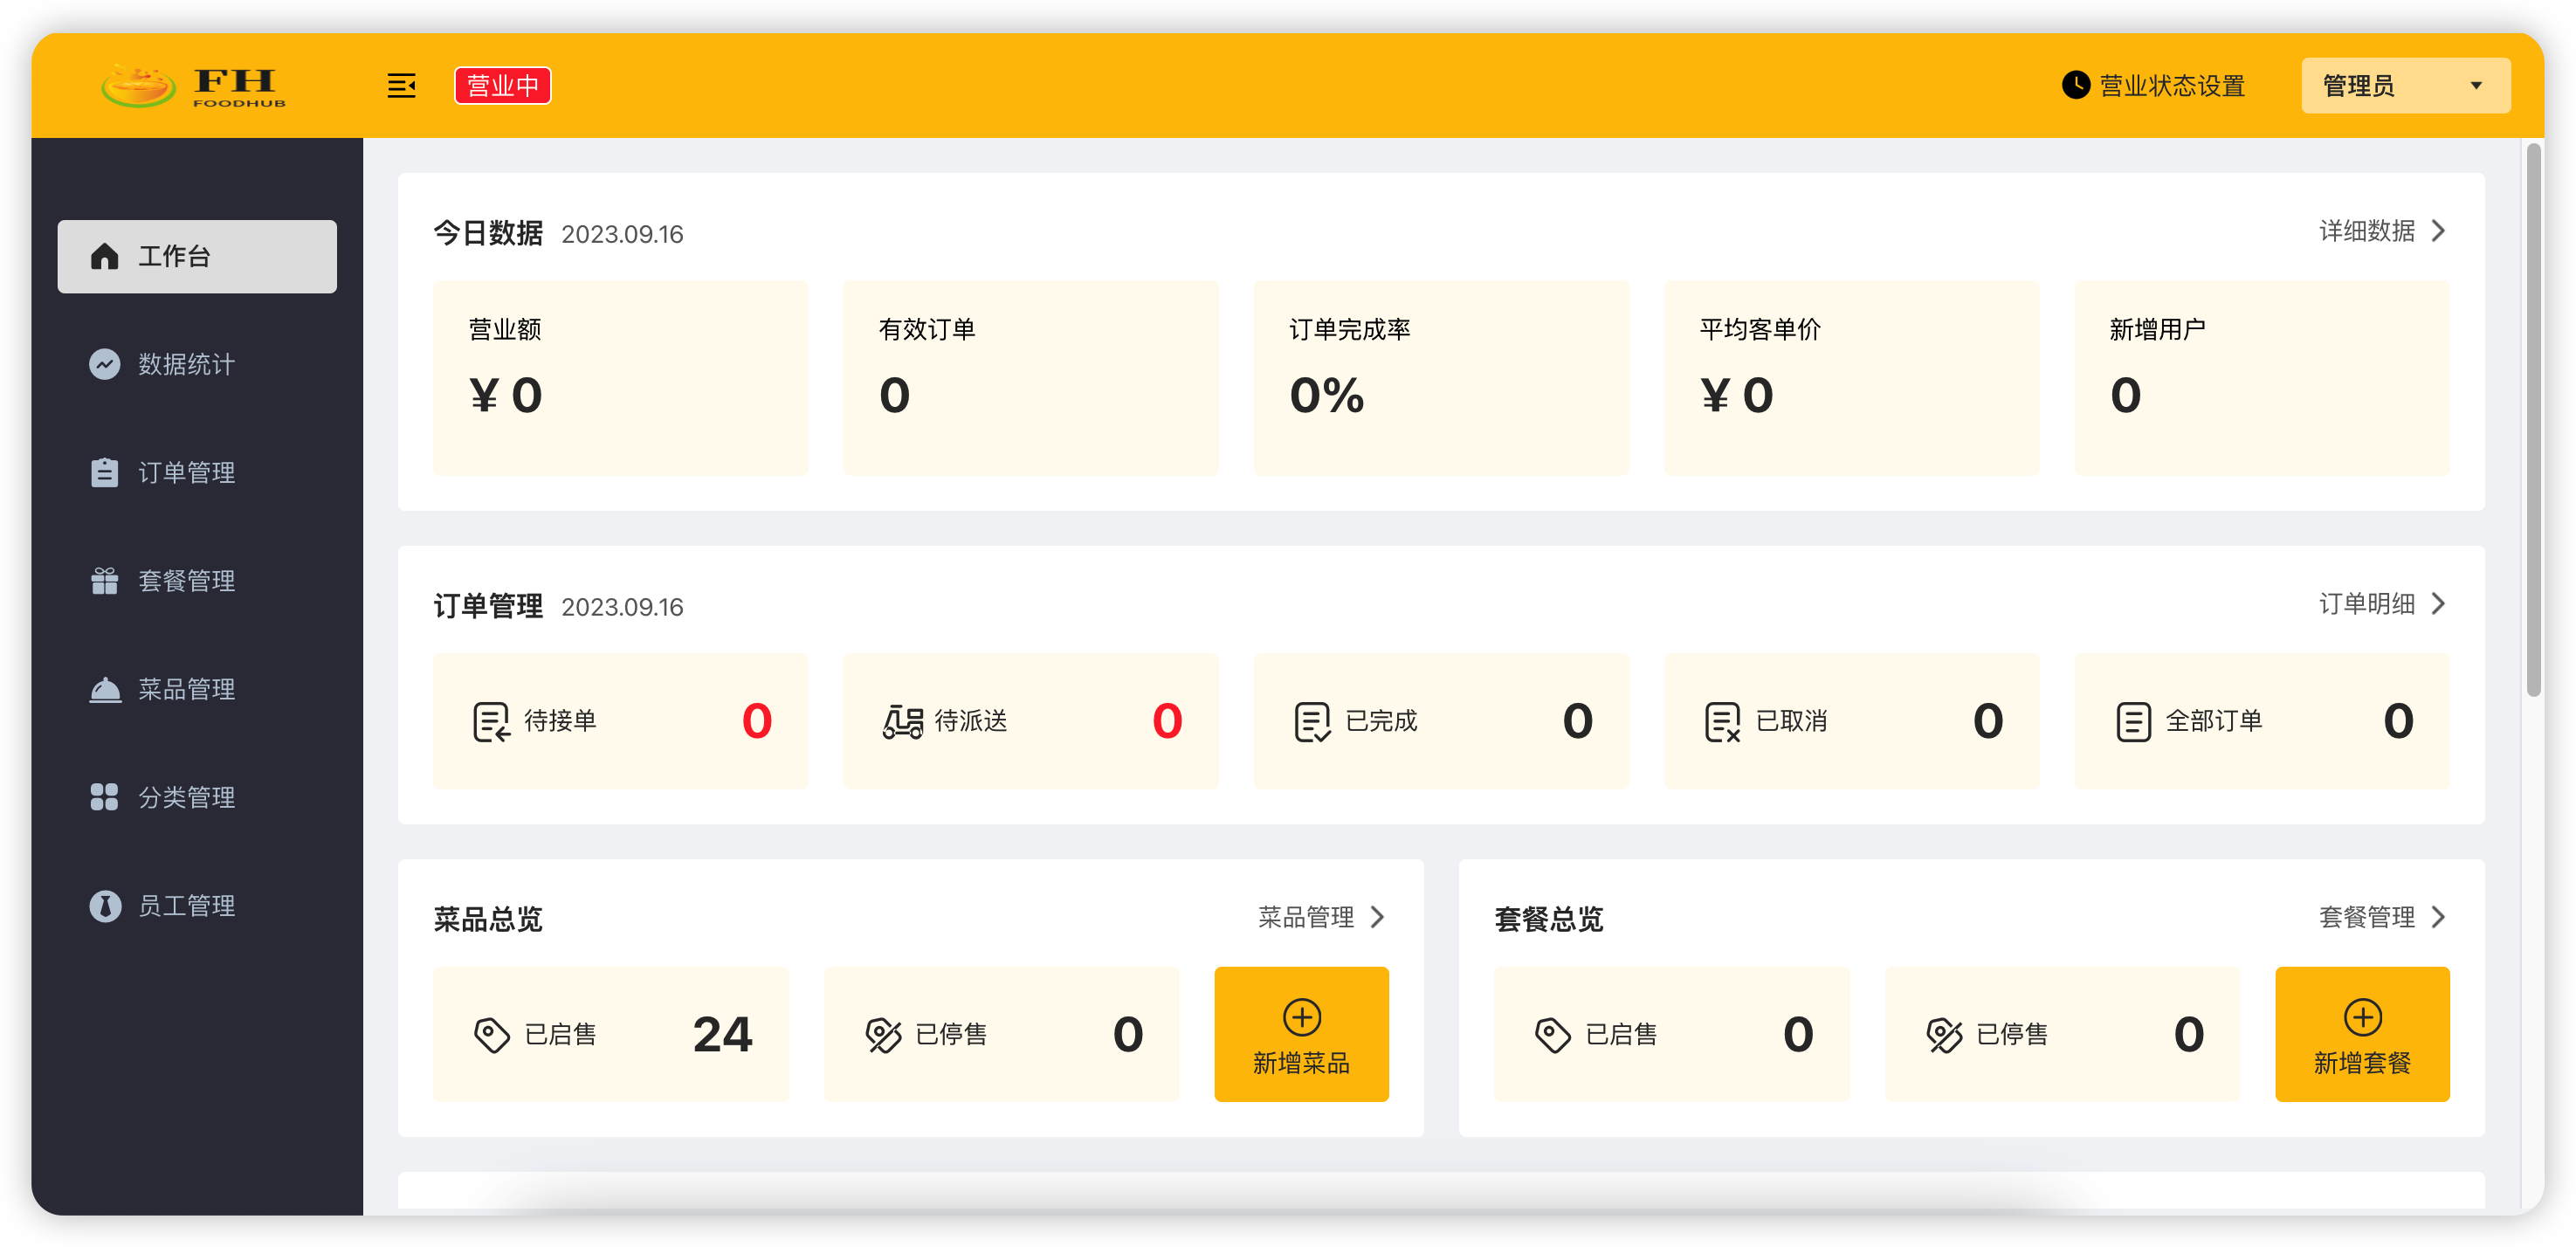 FH
FOODHUB
营业中
营业状态设置
管理员
工作台
数据统计
订单管理
套餐管理
菜品管理
分类管理
员工管理
今日数据 2023.09.16 详细数据
营业额 有效订单 订单完成率 平均客单价 新增用户
¥ 0 0 0% ¥ 0 0
订单管理 2023.09.16 订单明细
待接单 0 待派送 0 已完成 0 已取消 0 全部订单 0
菜品总览 菜品管理
已启售 24 已停售 0 新增菜品
套餐总览 套餐管理
已启售 0 已停售 0 新增套餐